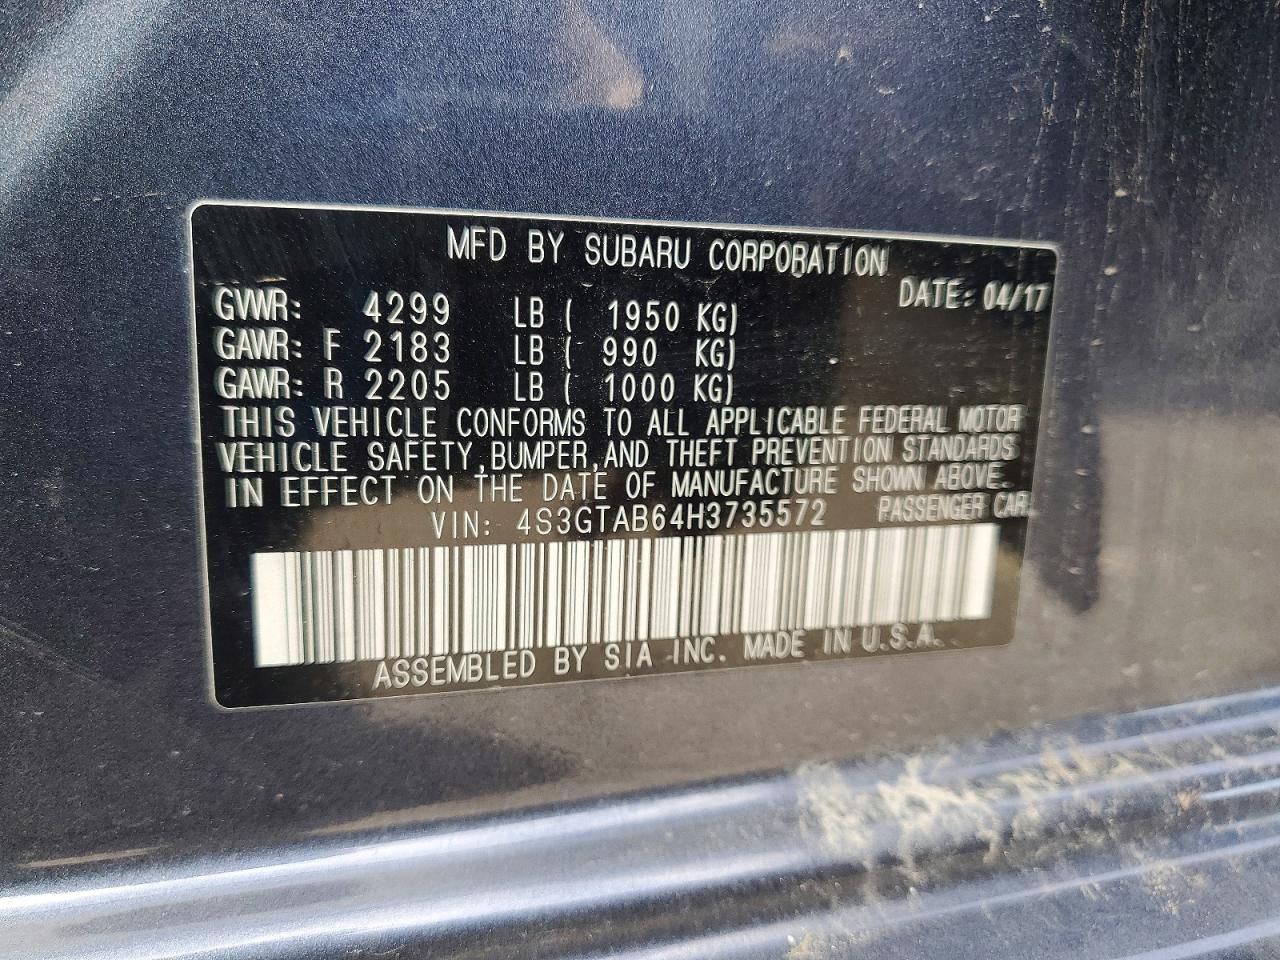 MFD BY SUBARU CORPORATION
DATE: 04/17
GVWR: 4299 LB ( 1950 KG)
GAWR: F 2183 LB ( 990 KG)
GAWR: R 2205 LB ( 1000 KG)
THIS VEHICLE CONFORMS TO ALL APPLICABLE FEDERAL MOTOR
VEHICLE SAFETY, BUMPER, AND THEFT PREVENTION STANDARDS
IN EFFECT ON THE DATE OF MANUFACTURE SHOWN ABOVE.
VIN: 4S3GTAB64H3735572 PASSENGER CAR
ASSEMBLED BY SIA INC. MADE IN U.S.A.